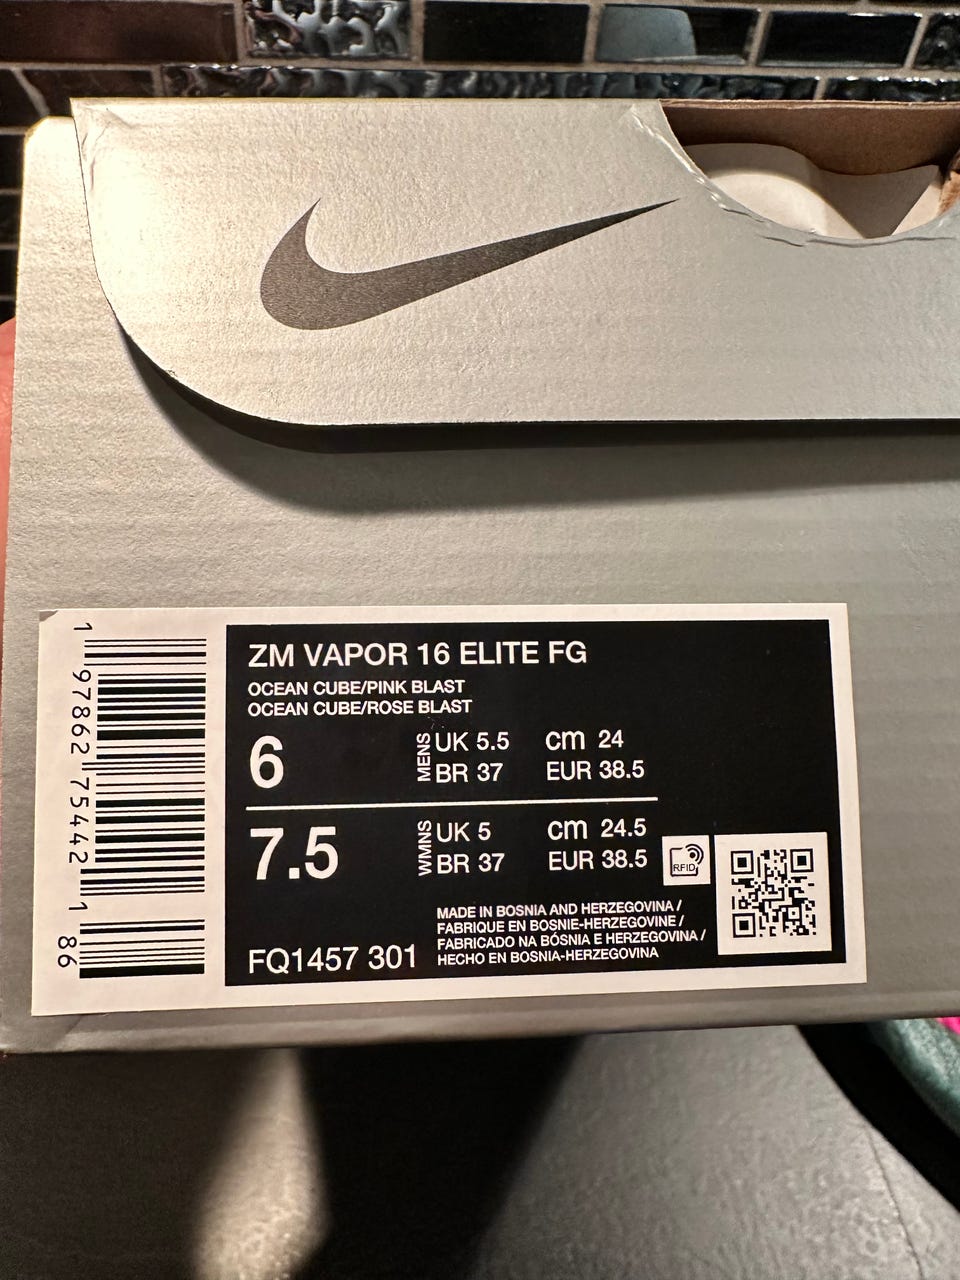 ZM VAPOR 16 ELITE FG
OCEAN CUBE/PINK BLAST
OCEAN CUBE/ROSE BLAST
6 MENS UK 5.5 cm 24
BR 37 EUR 38.5
7.5 WMNS UK 5 cm 24.5
BR 37 EUR 38.5
RFID
MADE IN BOSNIA AND HERZEGOVINA /
FABRIQUE EN BOSNIE-HERZEGOVINE /
FABRICADO NA BÓSNIA E HERZEGOVINA /
HECHO EN BOSNIA-HERZEGOVINA
FQ1457 301
1 97862 75442 1 86